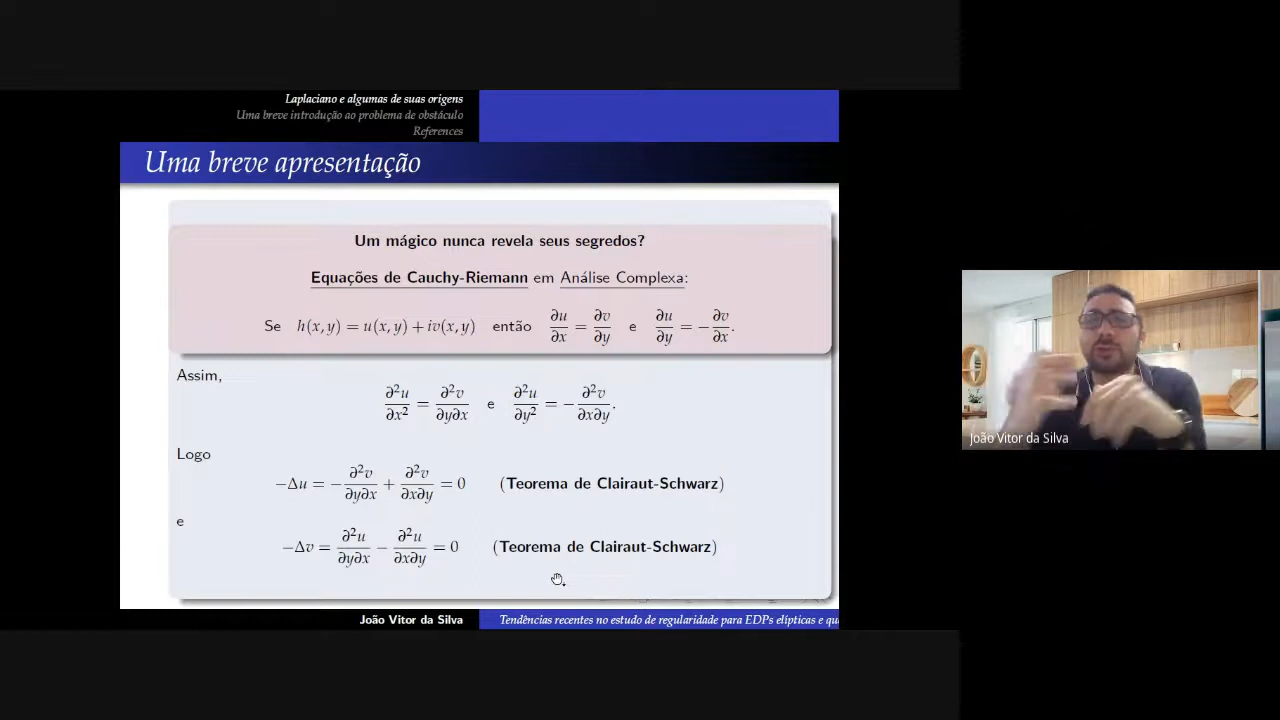 Laplaciano e algumas de suas origens
Uma breve introdução ao problema de obstáculo
References
Uma breve apresentação
Um mágico nunca revela seus segredos?
Equações de Cauchy-Riemann em Análise Complexa:
Se h(x, y) = u(x, y) + iv(x, y) então ∂u/∂x = ∂v/∂y e ∂u/∂y = −∂v/∂x.
Assim,
∂²u/∂x² = ∂²v/∂y∂x e ∂²u/∂y² = −∂²v/∂x∂y.
Logo
−Δu = −∂²v/∂y∂x + ∂²v/∂x∂y = 0 (Teorema de Clairaut-Schwarz)
e
−Δv = ∂²u/∂y∂x − ∂²u/∂x∂y = 0 (Teorema de Clairaut-Schwarz)
João Vitor da Silva
Tendências recentes no estudo de regularidade para EDPs elípticas e
João Vitor da Silva